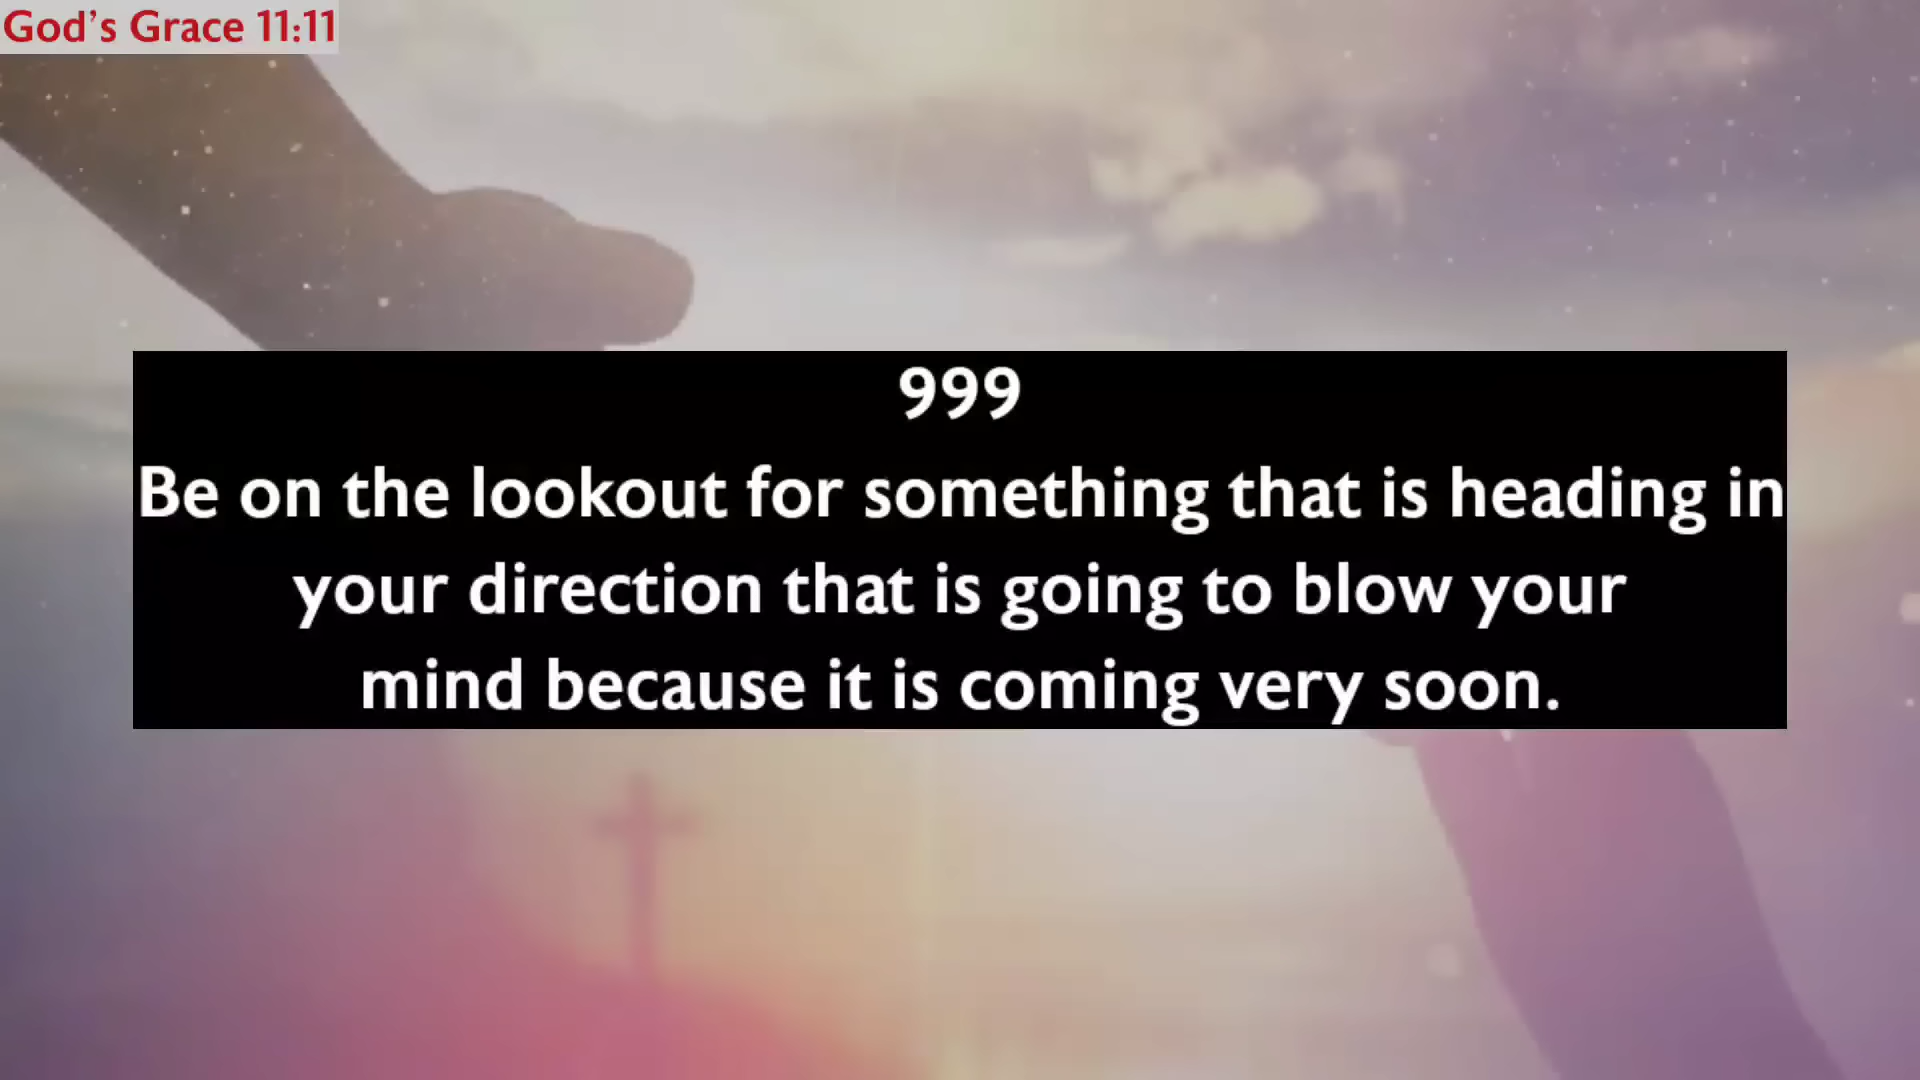 God's Grace 11:11
999
Be on the lookout for something that is heading in
your direction that is going to blow your
mind because it is coming very soon.